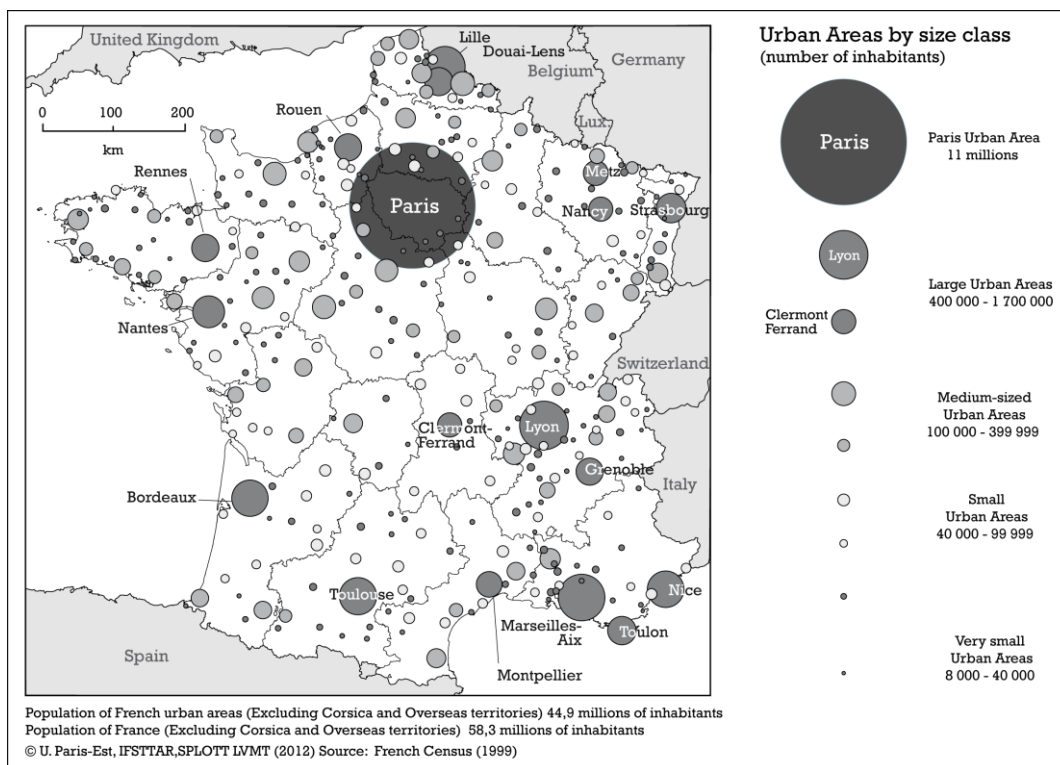 United Kingdom
Lille
Douai-Lens
Belgium
Germany
Lux.
Rouen
0 100 200
km
Rennes
Paris
Metz
Nancy
Strasbourg
Nantes
Switzerland
Clermont-
Ferrand
Lyon
Grenoble
Bordeaux
Italy
Toulouse
Nice
Marseilles-
Aix
Toulon
Montpellier
Spain
Urban Areas by size class
(number of inhabitants)
Paris
Paris Urban Area
11 millions
Lyon
Large Urban Areas
400 000 - 1 700 000
Clermont
Ferrand
Medium-sized
Urban Areas
100 000 - 399 999
Small
Urban Areas
40 000 - 99 999
Very small
Urban Areas
8 000 - 40 000
Population of French urban areas (Excluding Corsica and Overseas territories) 44,9 millions of inhabitants
Population of France (Excluding Corsica and Overseas territories) 58,3 millions of inhabitants
© U. Paris-Est, IFSTTAR,SPLOTT LVMT (2012) Source: French Census (1999)